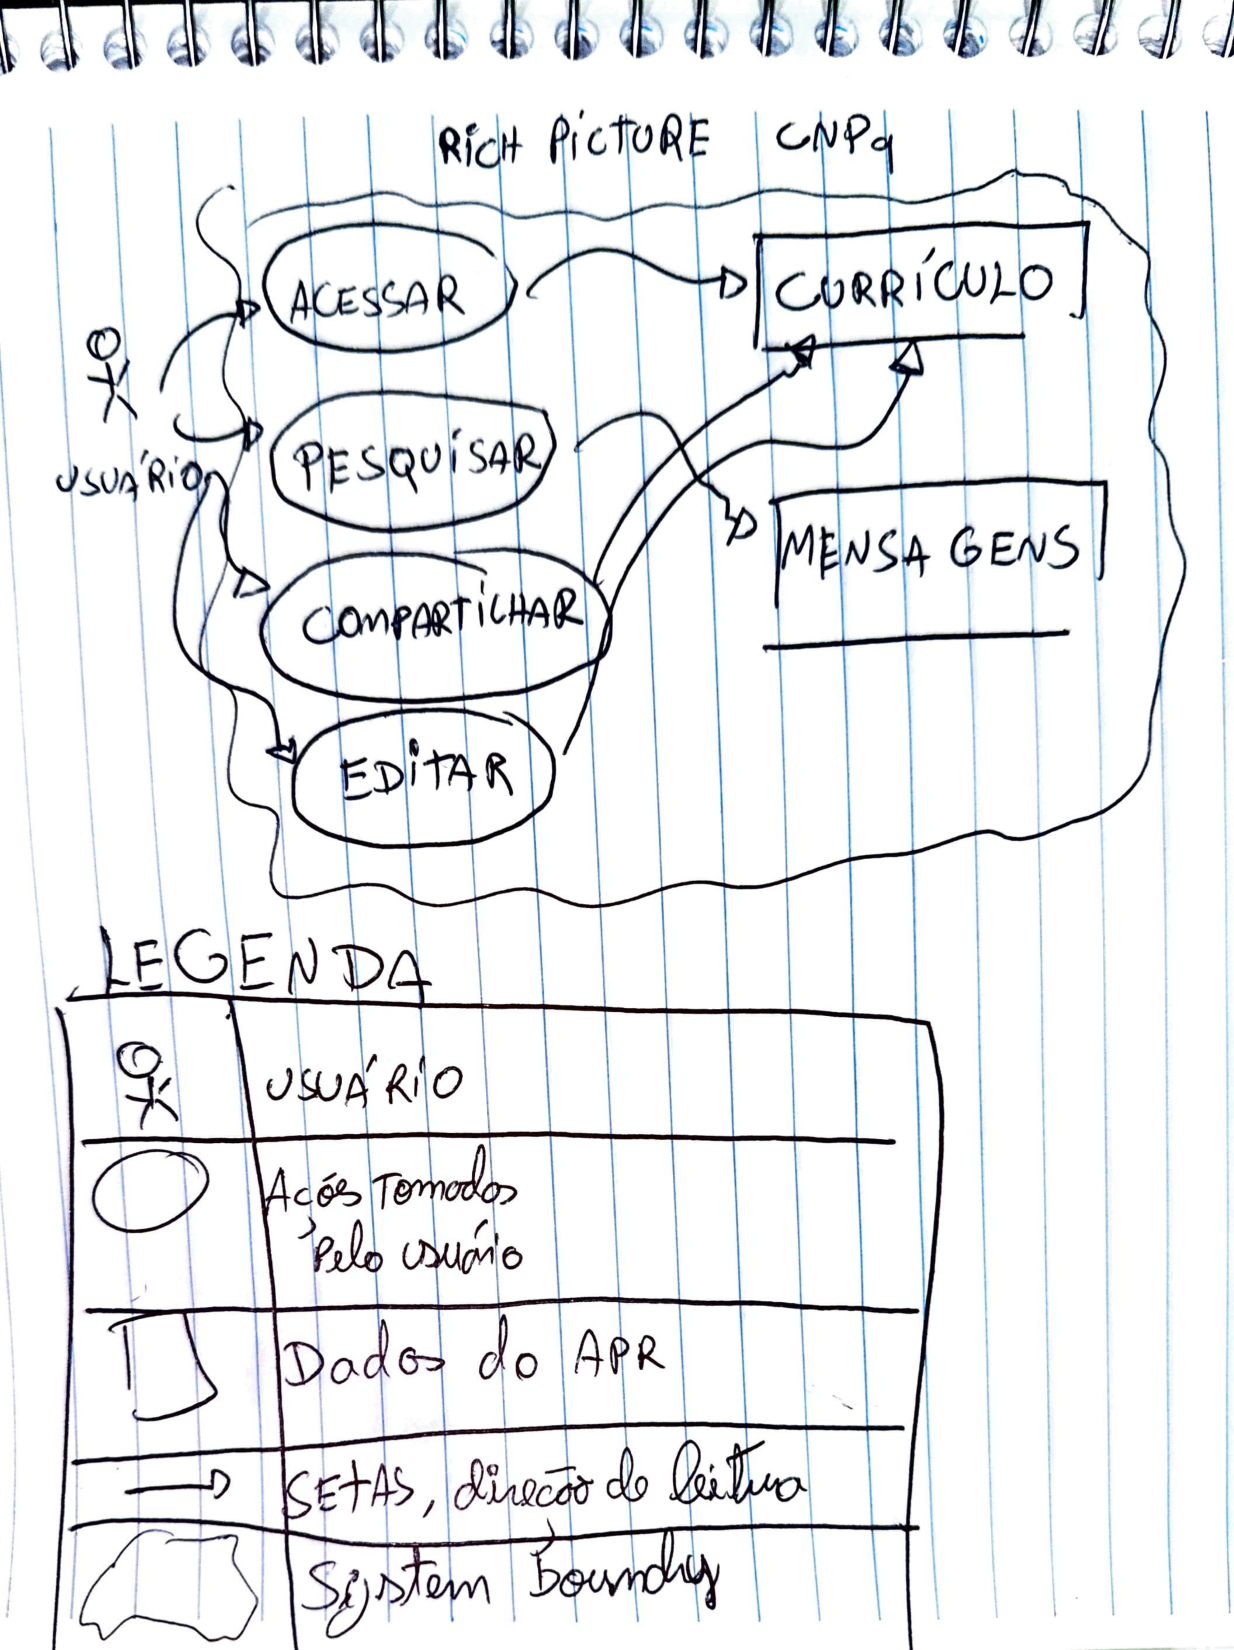 RiCH PiCTURE CNPq
ACESSAR
CURRÍCULO
PESQUiSAR
USUÁRiO
MENSAGENS
COMPARTiLHAR
EDiTAR
LEGENDA
USUÁRiO
Acões Tomadas
Pelo usuário
Dados do APR
SETAS, direção de leitura
System boundry